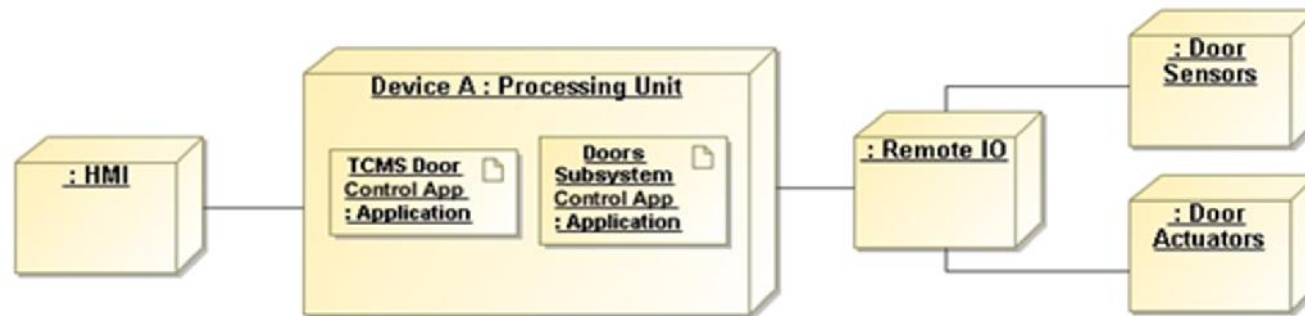 : HMI
Device A : Processing Unit
TCMS Door
Control App
: Application
Doors
Subsystem
Control App
: Application
: Remote IO
: Door
Sensors
: Door
Actuators